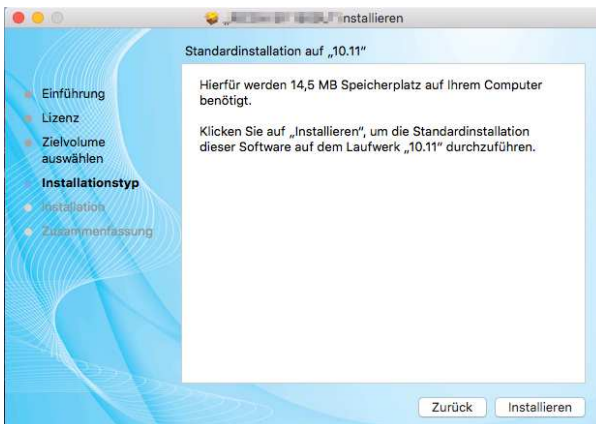 installieren
Standardinstallation auf „10.11“
Einführung
Lizenz
Zielvolume
auswählen
Installationstyp
Installation
Zusammenfassung
Hierfür werden 14,5 MB Speicherplatz auf Ihrem Computer
benötigt.
Klicken Sie auf „Installieren“, um die Standardinstallation
dieser Software auf dem Laufwerk „10.11“ durchzuführen.
Zurück
Installieren